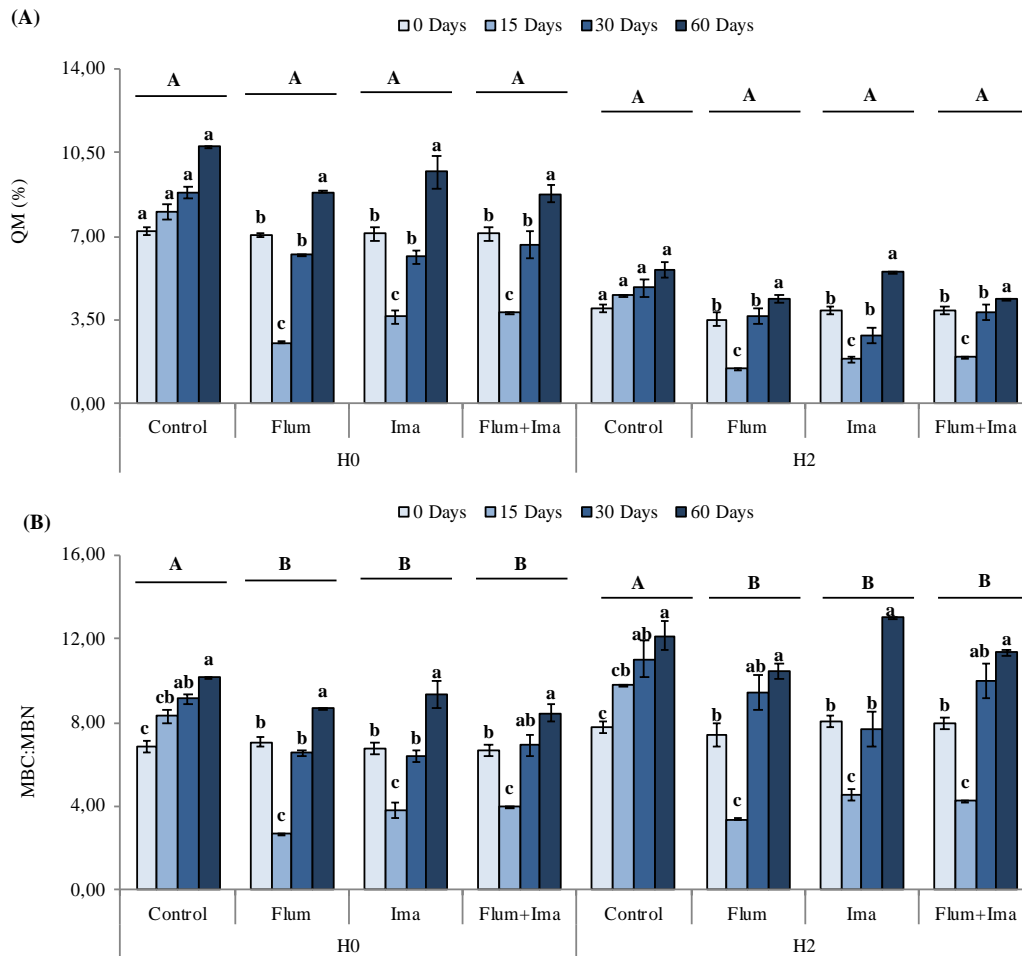 (A)
0 Days 15 Days 30 Days 60 Days
14,00
10,50
7,00
3,50
0,00
QM (%)
A A A A A A A A
a a a a b c b a b c b a b c b a a a a a b c b a b c b a b c b a
Control Flum Ima Flum+Ima Control Flum Ima Flum+Ima
H0 H2
(B)
0 Days 15 Days 30 Days 60 Days
16,00
12,00
8,00
4,00
0,00
MBC:MBN
A B B B A B B B
c cb ab a b c b a b c b a b c ab a c cb ab a b c ab a b c b a b c ab a
Control Flum Ima Flum+Ima Control Flum Ima Flum+Ima
H0 H2